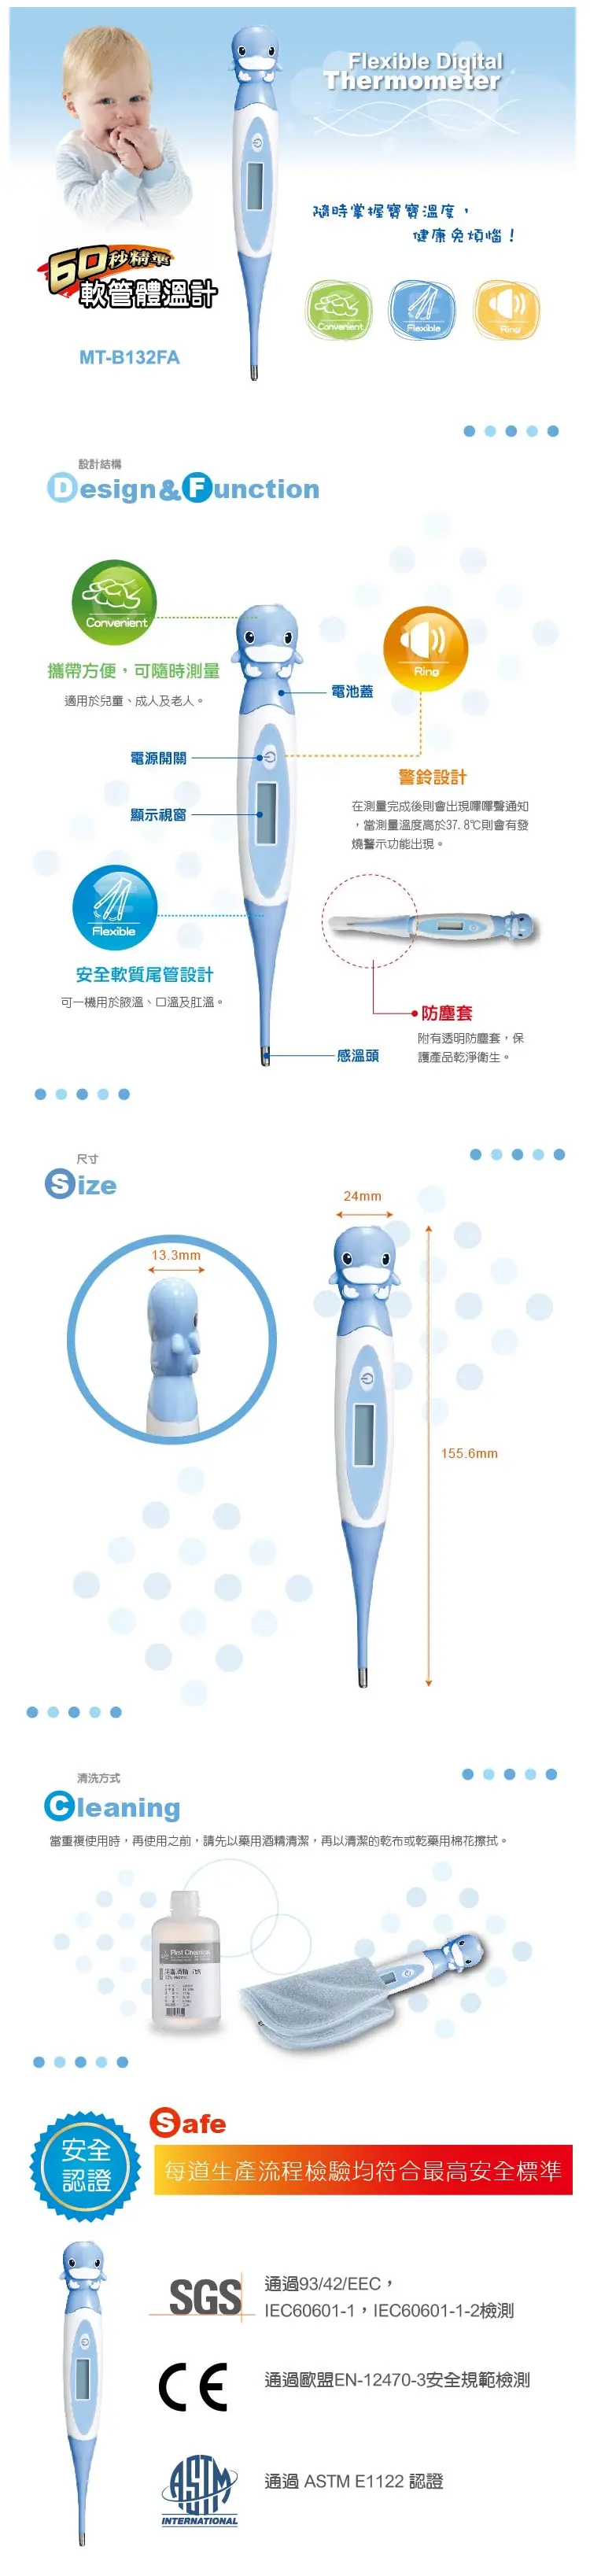 Flexible Digital
Thermometer
隨時掌握寶寶溫度，
健康免煩惱！
60秒精準
軟管體溫計
Convenient
Flexible
Ring
MT-B132FA
設計結構
Design&Function
Convenient
攜帶方便，可隨時測量
適用於兒童、成人及老人。
Ring
電池蓋
電源開關
警鈴設計
顯示視窗
在測量完成後則會出現嗶嗶聲通知
，當測量溫度高於37.8℃則會有發
燒警示功能出現。
Flexible
安全軟質尾管設計
可一機用於腋溫、口溫及肛溫。
防塵套
附有透明防塵套，保
護產品乾淨衛生。
感溫頭
尺寸
Size
24mm
13.3mm
155.6mm
清洗方式
Cleaning
當重複使用時，再使用之前，請先以藥用酒精清潔，再以清潔的乾布或乾藥用棉花擦拭。
First Chemical
Safe
安全
認證
每道生產流程檢驗均符合最高安全標準
SGS
通過93/42/EEC，
IEC60601-1，IEC60601-1-2檢測
CE
通過歐盟EN-12470-3安全規範檢測
ASTM
INTERNATIONAL
通過 ASTM E1122 認證